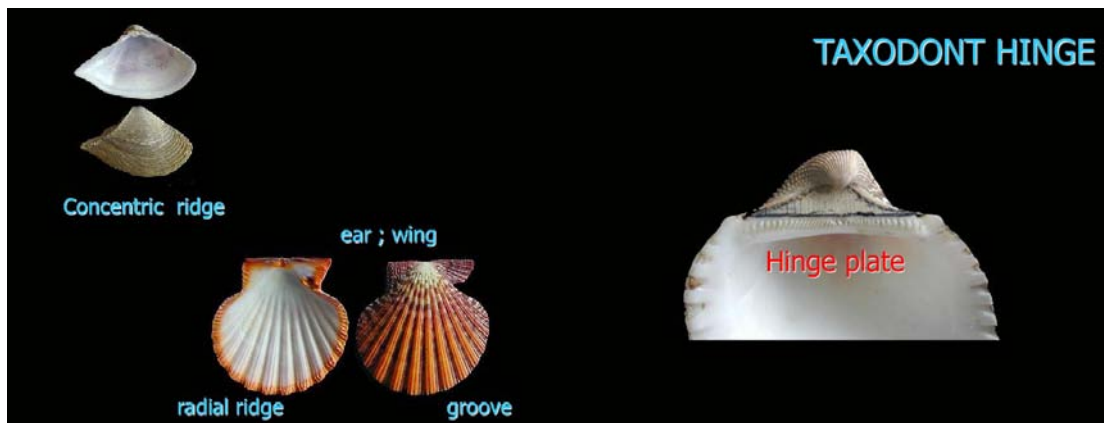 TAXODONT HINGE
Concentric ridge
ear ; wing
Hinge plate
radial ridge
groove